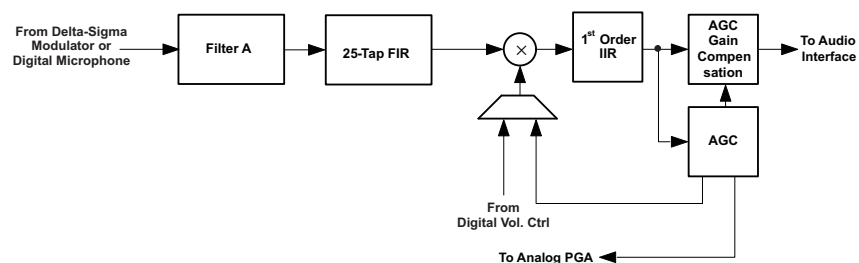 From Delta-Sigma
Modulator or
Digital Microphone
Filter A
25-Tap FIR
×
1st Order
IIR
AGC
Gain
Compen
sation
To Audio
Interface
AGC
From
Digital Vol. Ctrl
To Analog PGA